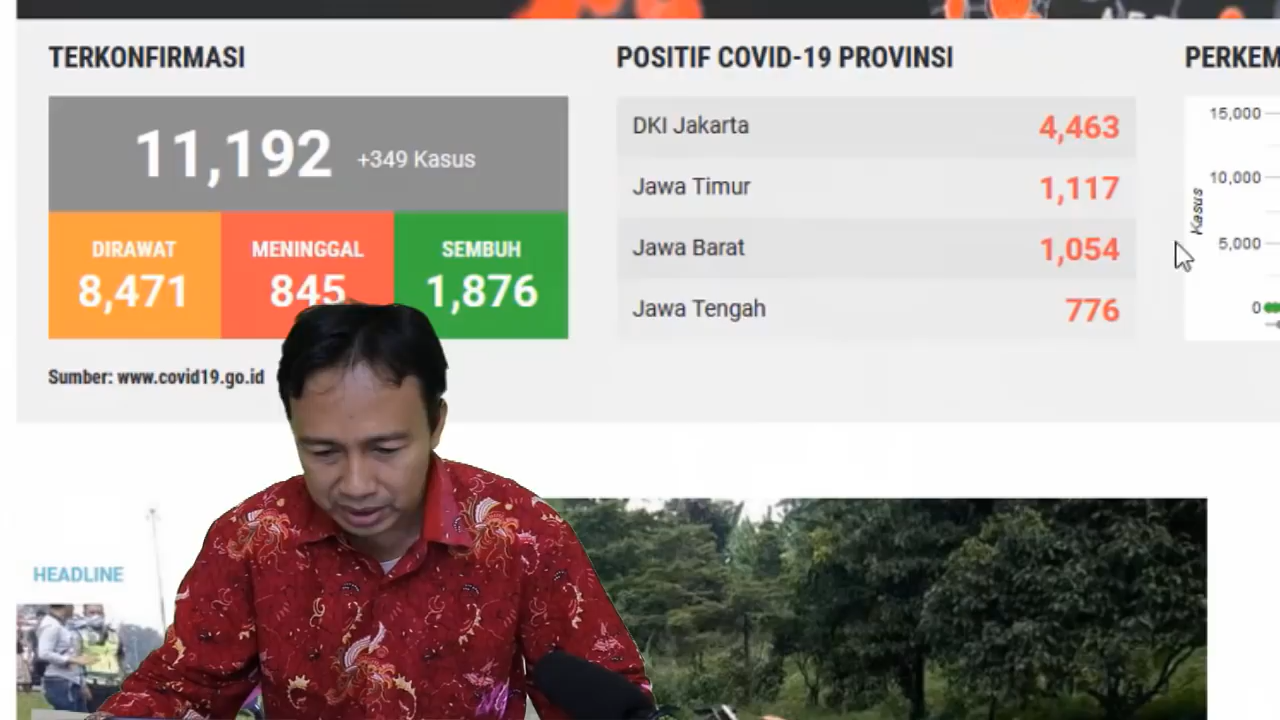 TERKONFIRMASI
11,192 +349 Kasus
DIRAWAT
8,471
MENINGGAL
845
SEMBUH
1,876
Sumber: www.covid19.go.id
POSITIF COVID-19 PROVINSI
DKI Jakarta 4,463
Jawa Timur 1,117
Jawa Barat 1,054
Jawa Tengah 776
PERKEM
15,000
10,000
5,000
0
Kasus
HEADLINE